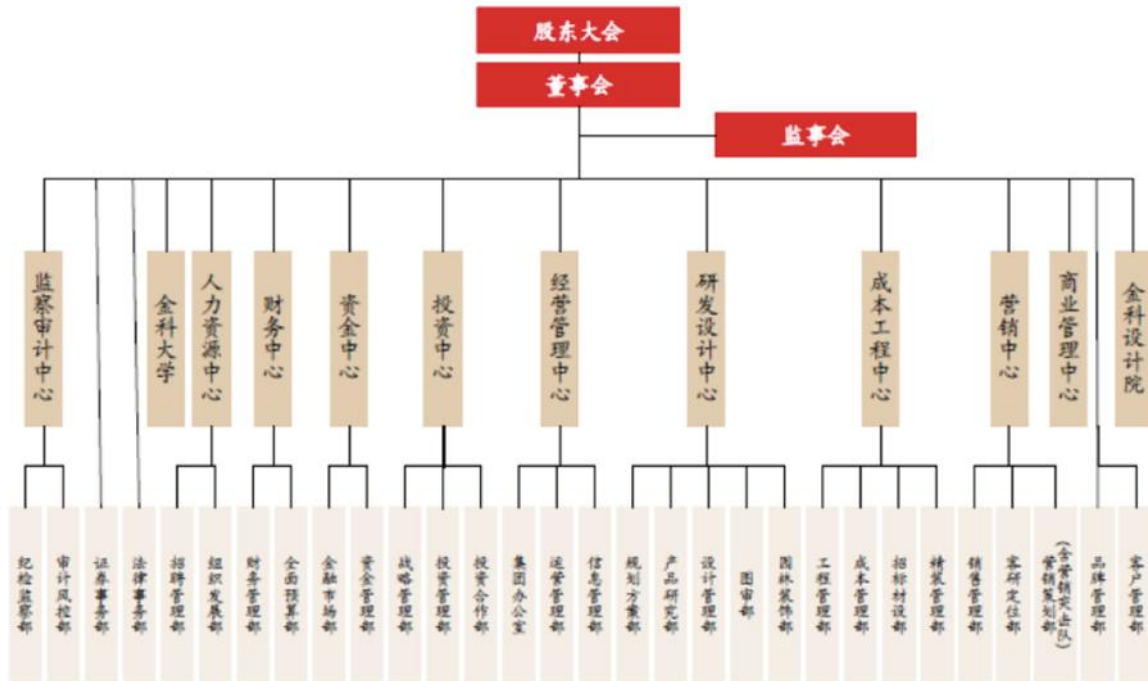 股东大会
董事会
监事会
监察审计中心
金科大学
人力资源中心
财务中心
资金中心
投资中心
经营管理中心
研发设计中心
成本工程中心
营销中心
商业管理中心
金科设计院
纪检监察部
审计风控部
证券事务部
法律事务部
招聘管理部
组织发展部
财务管理部
全面预算部
金融市场部
资金管理部
战略管理部
投资管理部
投资合作部
集团办公室
运营管理部
信息管理部
规划方案部
产品研究部
设计管理部
图审部
园林装饰部
工程管理部
成本管理部
招标材设部
精装管理部
销售管理部
客研定位部
营销策划部
(含营销突击队)
品牌管理部
客户管理部